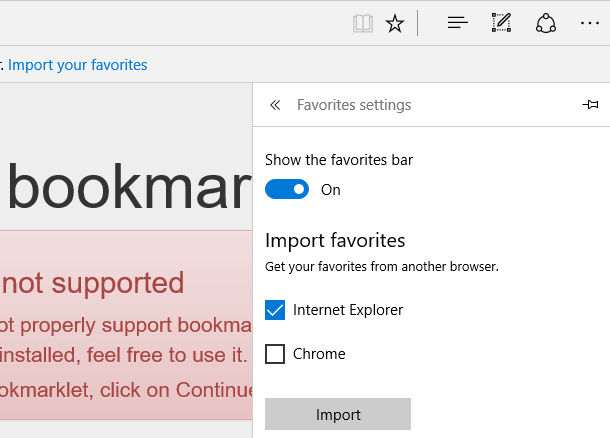 r. Import your favorites
Favorites settings
bookmar
not supported
ot properly support bookma
installed, feel free to use it.
okmarklet, click on Continue
Show the favorites bar
On
Import favorites
Get your favorites from another browser.
Internet Explorer
Chrome
Import